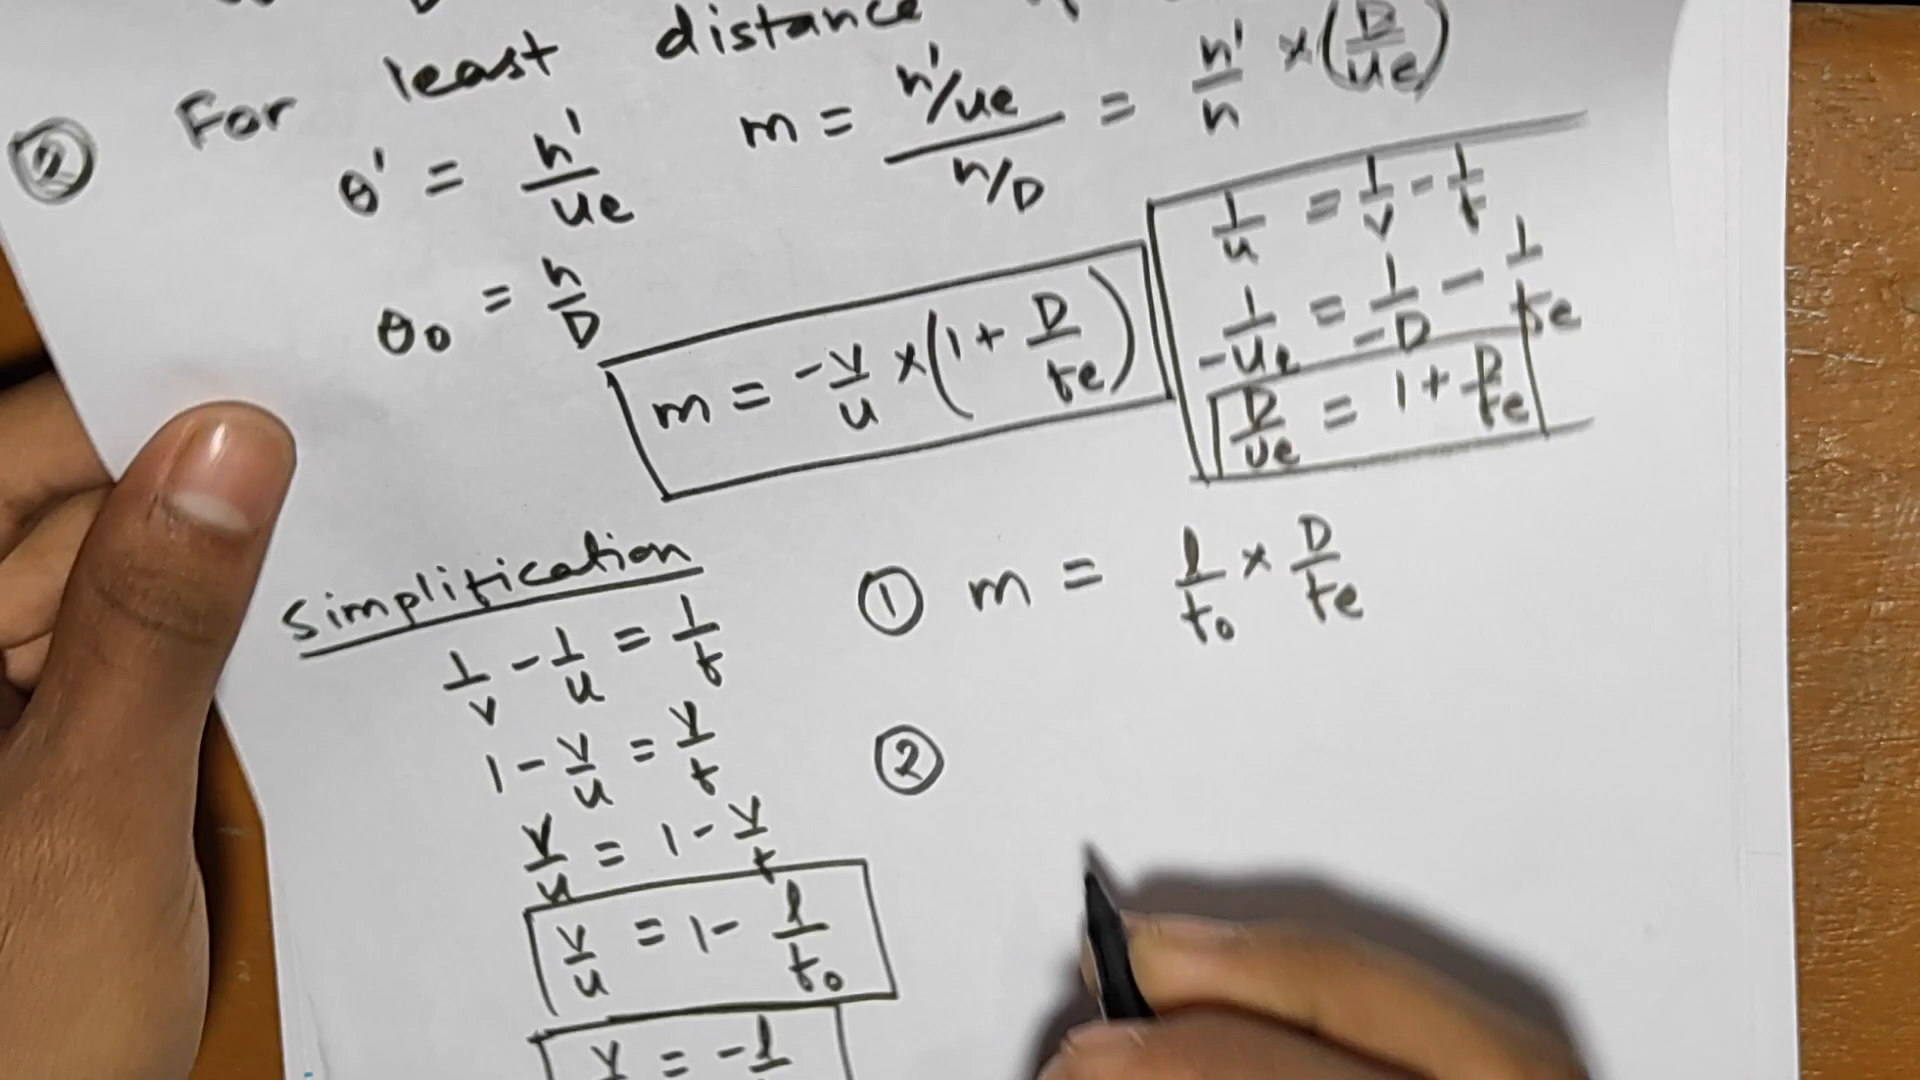 ② For least distance
θ' = h'/ue
m = (h'/ue)/(h/D) = h'/h × (D/ue)
θo = h/D
m = -v/u × (1 + D/fe)
1/u = 1/v - 1/f
1/-ue = 1/-D - 1/fe
D/ue = 1 + D/fe
Simplification
1/v - 1/u = 1/f
1 - v/u = v/f
v/u = 1 - v/f
v/u = 1 - l/fo
v = -l
① m = l/fo × D/fe
②